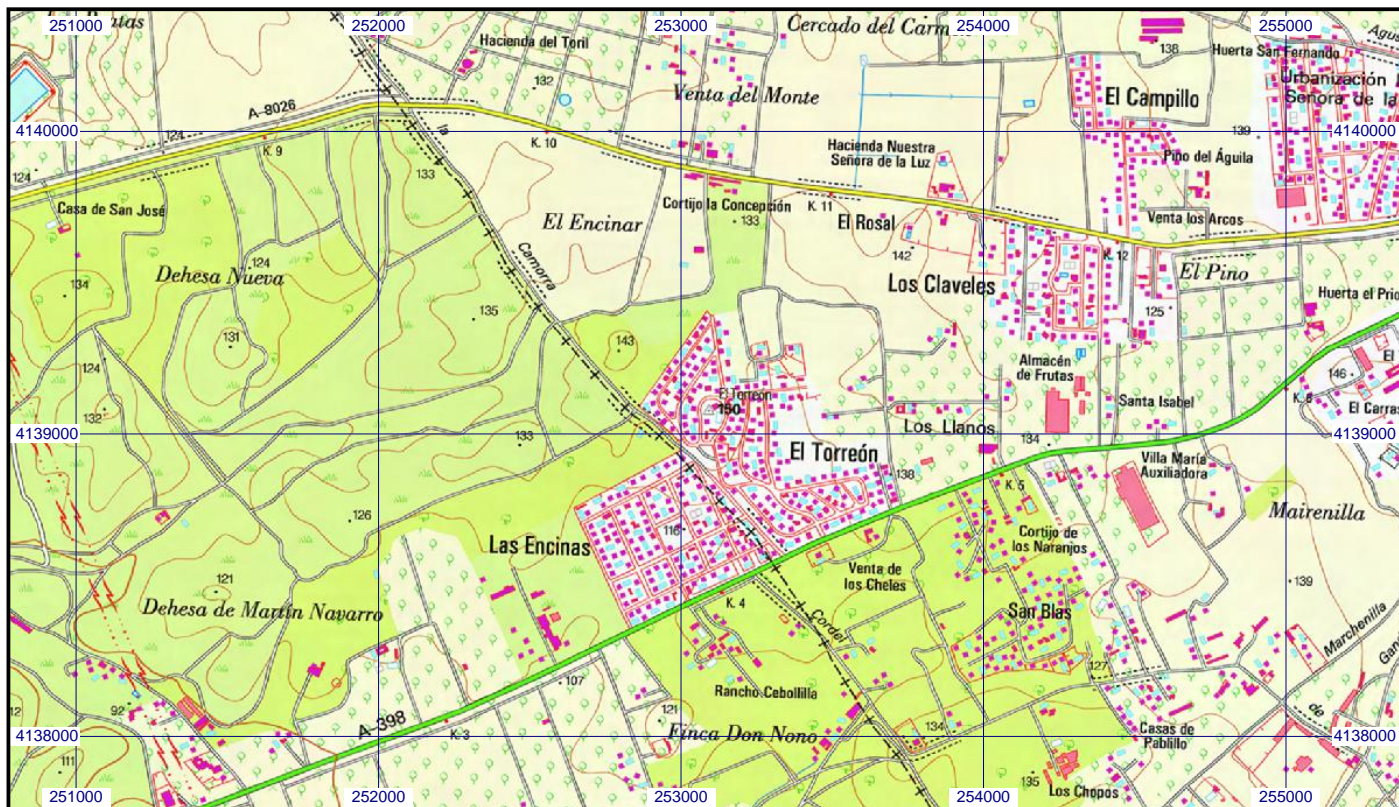 251000
252000
253000
254000
255000
Hacienda del Toril
Cercado del Carm
138
Huerta San Fernando
132
Venta del Monte
El Campillo
Urbanización
Señora de la
A-8026
4140000
124
K. 9
la
K. 10
Hacienda Nuestra
Señora de la Luz
139
4140000
Pino del Águila
124
133
Casa de San José
Cortijo la Concepción
133
K. 11
El Rosal
Venta los Arcos
El Encinar
142
K. 12
124
Camorra
Dehesa Nueva
El Pino
134
Los Claveles
Huerta el Prio
135
125
131
143
Almacén
de Frutas
El
124
146
132
El Torreón
150
Santa Isabel
K. 6
El Carras
4139000
133
Los Llanos
134
4139000
El Torreón
138
Villa María
Auxiliadora
K. 5
126
116
Mairenilla
Las Encinas
Cortijo de
los Naranjos
Venta de
los Cheles
139
121
K. 4
Dehesa de Martín Navarro
Cordel
San Blas
Marchenilla
127
107
Rancho Cebollilla
12
92
121
de
A-398
K. 3
Finca Don Nono
134
4138000
Casas de
Pablillo
4138000
111
135
Los Chopos
251000
252000
253000
254000
255000